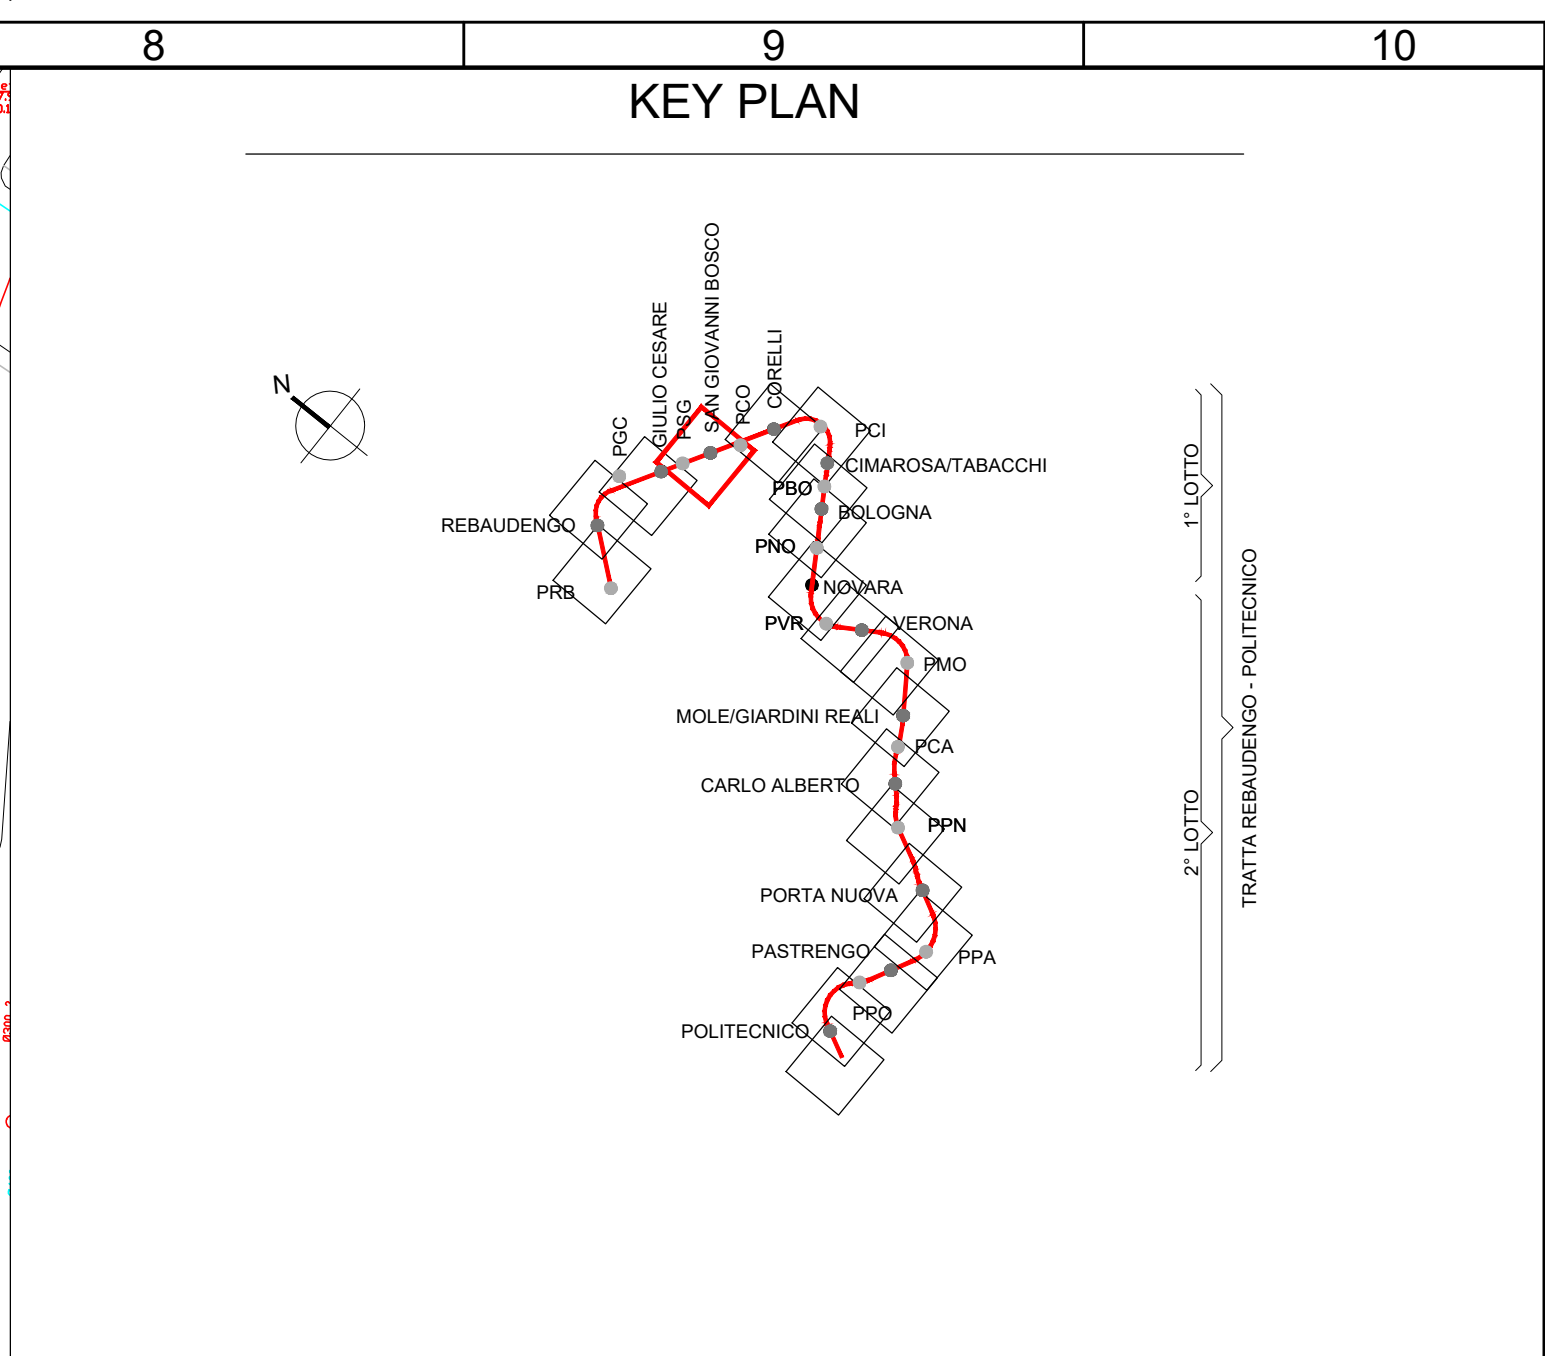 8
9
10
KEY PLAN
N
PGC
GIULIO CESARE
PSG
SAN GIOVANNI BOSCO
PCO
CORELLI
PCI
CIMAROSA/TABACCHI
PBO
BOLOGNA
REBAUDENGO
PNO
PRB
NOVARA
PVR
VERONA
PMO
MOLE/GIARDINI REALI
PCA
CARLO ALBERTO
PPN
PORTA NUOVA
PASTRENGO
PPA
PPO
POLITECNICO
1° LOTTO
2° LOTTO
TRATTA REBAUDENGO - POLITECNICO